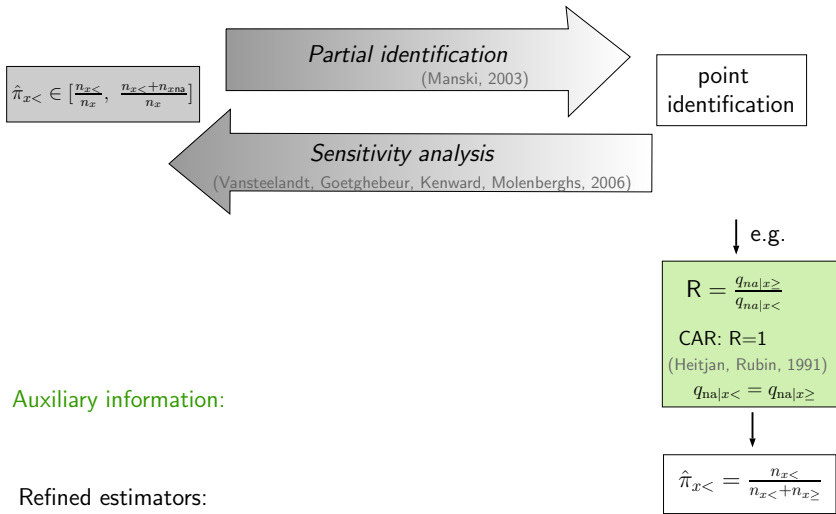 Partial identification
(Manski, 2003)
π̂_{x<} ∈ [n_{x<}/n_x, (n_{x<}+n_{xna})/n_x]
point
identification
Sensitivity analysis
(Vansteelandt, Goetghebeur, Kenward, Molenberghs, 2006)
e.g.
R = q_{na|x≥}/q_{na|x<}
CAR: R=1
(Heitjan, Rubin, 1991)
q_{na|x<} = q_{na|x≥}
Auxiliary information:
π̂_{x<} = n_{x<}/(n_{x<}+n_{x≥})
Refined estimators: